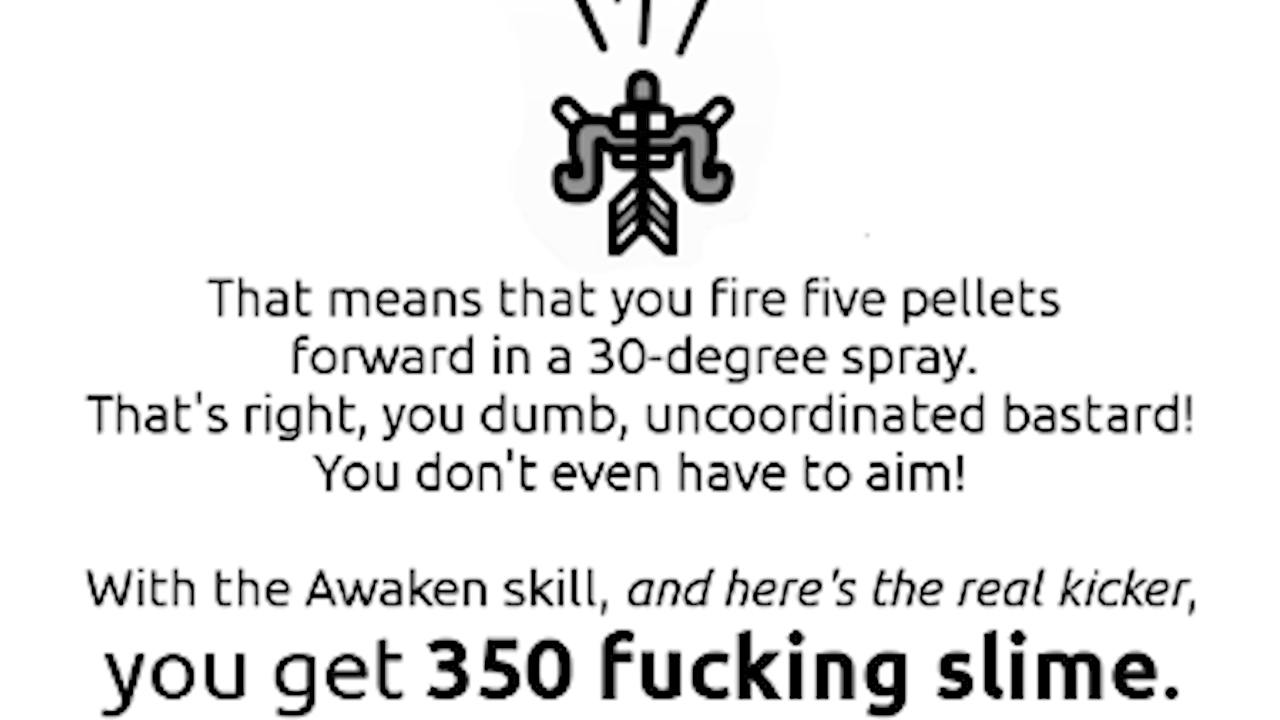 That means that you fire five pellets
forward in a 30-degree spray.
That's right, you dumb, uncoordinated bastard!
You don't even have to aim!
With the Awaken skill, and here's the real kicker,
you get 350 fucking slime.